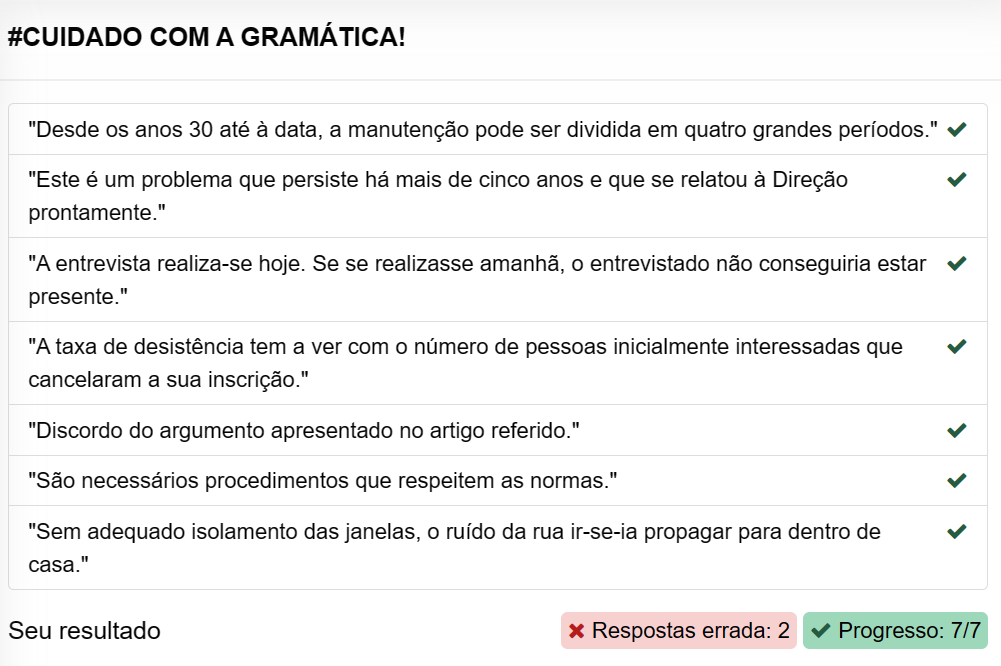 #CUIDADO COM A GRAMÁTICA!
"Desde os anos 30 até à data, a manutenção pode ser dividida em quatro grandes períodos."
"Este é um problema que persiste há mais de cinco anos e que se relatou à Direção
prontamente."
"A entrevista realiza-se hoje. Se se realizasse amanhã, o entrevistado não conseguiria estar
presente."
"A taxa de desistência tem a ver com o número de pessoas inicialmente interessadas que
cancelaram a sua inscrição."
"Discordo do argumento apresentado no artigo referido."
"São necessários procedimentos que respeitem as normas."
"Sem adequado isolamento das janelas, o ruído da rua ir-se-ia propagar para dentro de
casa."
Seu resultado
Respostas errada: 2
Progresso: 7/7